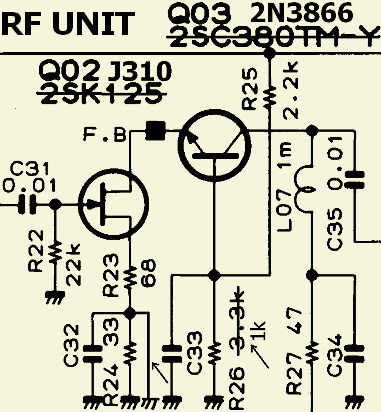 RF UNIT
Q03 2N3866
2SC380TM-Y
Q02 J310
2SK125
R25
2.2k
F.B
1m
0.01
C31
0.01
L07
C35
R22
22k
R23
68
C32
33
R24
C33
R26
3.3k
1k
47
R27
C34